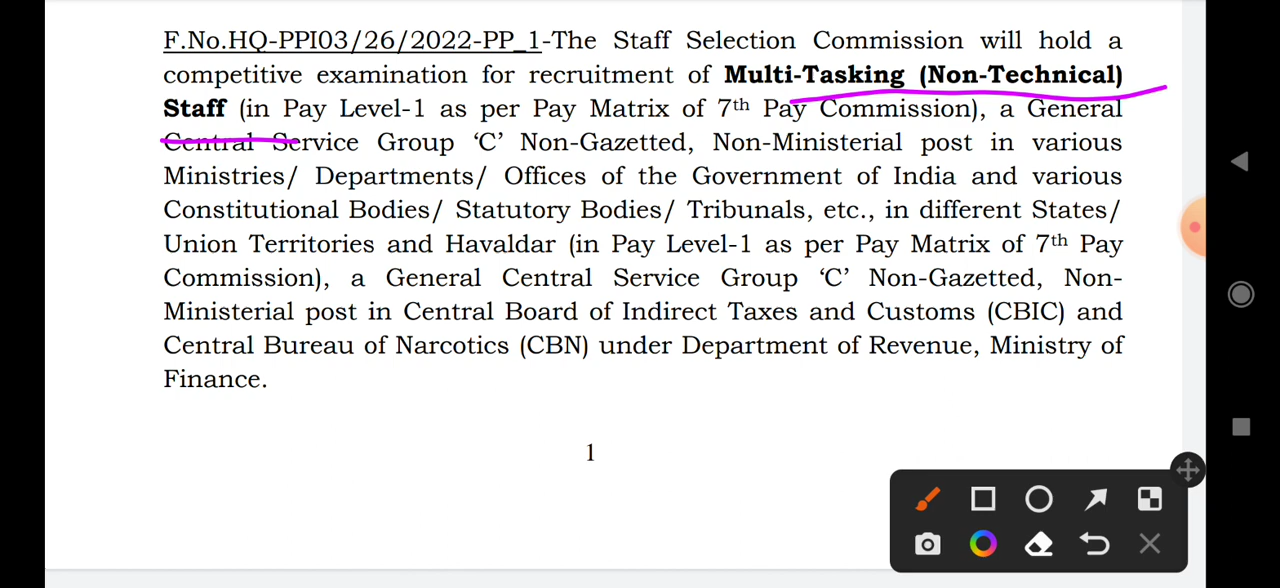 F.No.HQ-PPI03/26/2022-PP_1-The Staff Selection Commission will hold a
competitive examination for recruitment of Multi-Tasking (Non-Technical)
Staff (in Pay Level-1 as per Pay Matrix of 7th Pay Commission), a General
Central Service Group ‘C’ Non-Gazetted, Non-Ministerial post in various
Ministries/ Departments/ Offices of the Government of India and various
Constitutional Bodies/ Statutory Bodies/ Tribunals, etc., in different States/
Union Territories and Havaldar (in Pay Level-1 as per Pay Matrix of 7th Pay
Commission), a General Central Service Group ‘C’ Non-Gazetted, Non-
Ministerial post in Central Board of Indirect Taxes and Customs (CBIC) and
Central Bureau of Narcotics (CBN) under Department of Revenue, Ministry of
Finance.
1